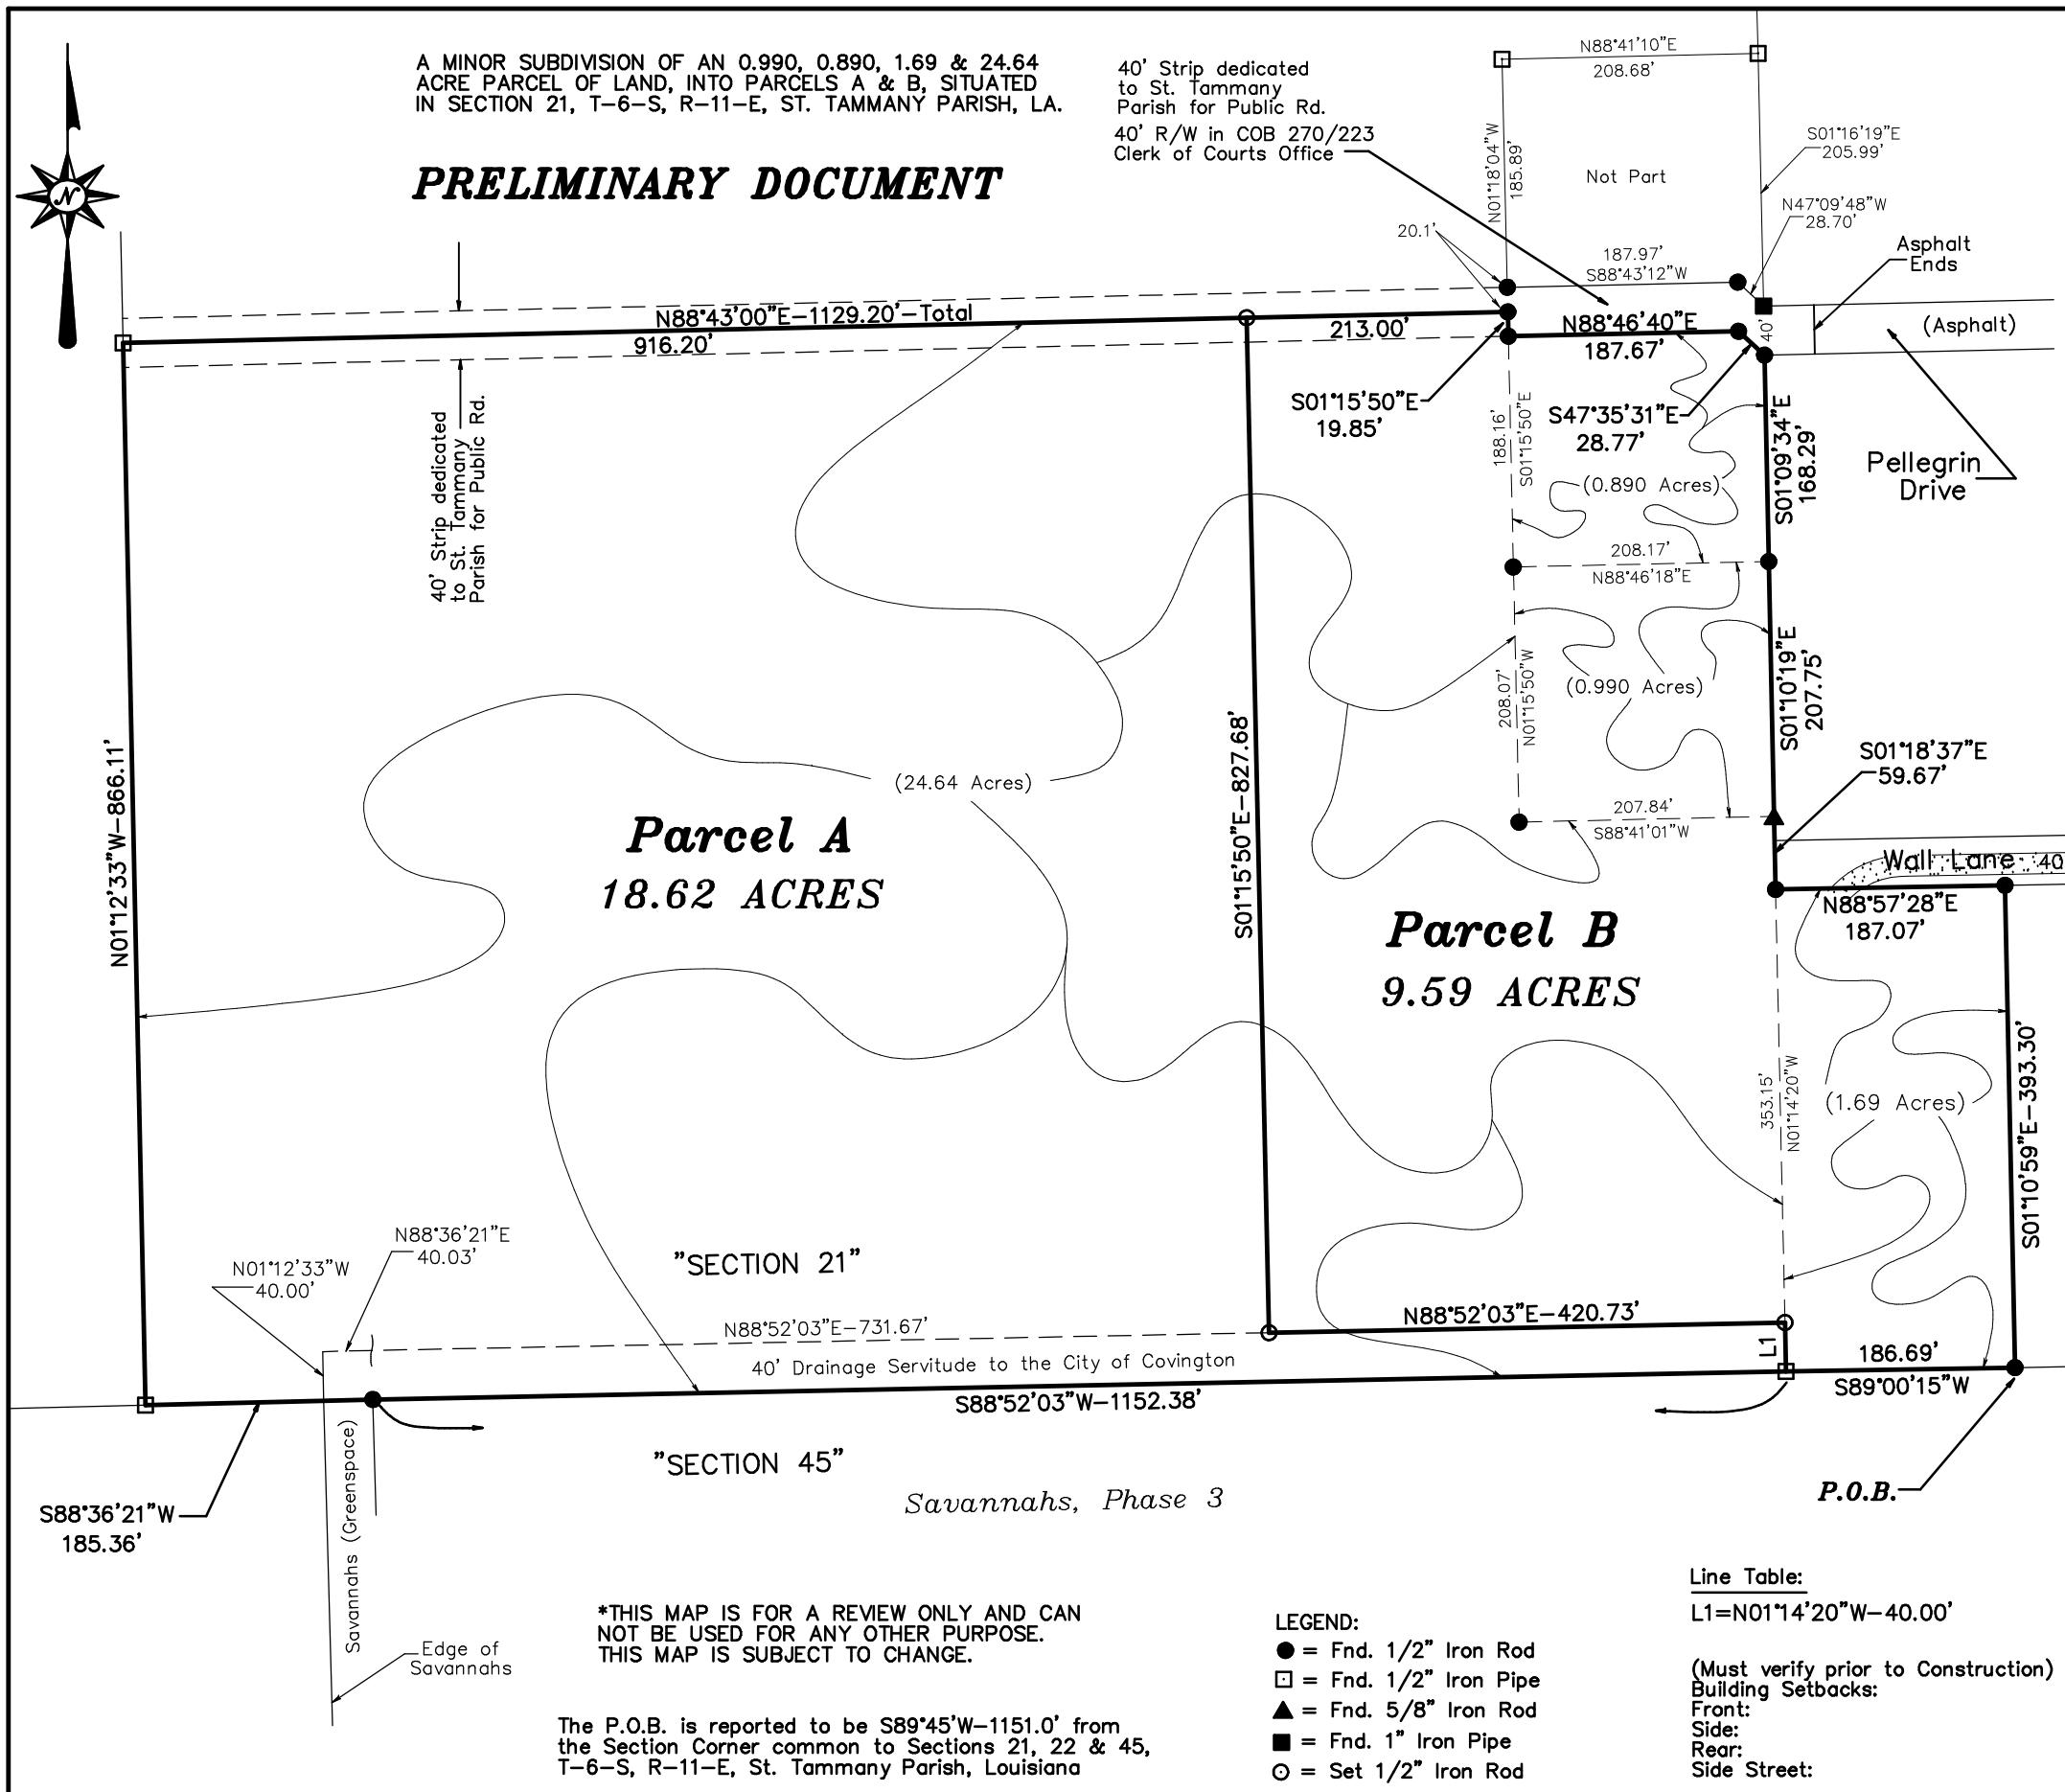 A MINOR SUBDIVISION OF AN 0.990, 0.890, 1.69 & 24.64
ACRE PARCEL OF LAND, INTO PARCELS A & B, SITUATED
IN SECTION 21, T-6-S, R-11-E, ST. TAMMANY PARISH, LA.
PRELIMINARY DOCUMENT
N
40' Strip dedicated
to St. Tammany
Parish for Public Rd.
40' R/W in COB 270/223
Clerk of Courts Office
N88°41'10"E
208.68'
N01°18'04"W
185.89'
Not Part
S01°16'19"E
205.99'
N47°09'48"W
28.70'
Asphalt
Ends
20.1'
187.97'
S88°43'12"W
N88°43'00"E-1129.20'-Total
916.20'
213.00'
N88°46'40"E
187.67'
40'
(Asphalt)
S01°15'50"E
19.85'
S47°35'31"E
28.77'
188.16'
S01°15'50"E
S01°09'34"E
168.29'
Pellegrin
Drive
40' Strip dedicated
to St. Tammany
Parish for Public Rd.
(0.890 Acres)
208.17'
N88°46'18"E
(0.990 Acres)
208.07'
N01°15'50"W
S01°10'19"E
207.75'
S01°18'37"E
59.67'
N01°12'33"W-866.11'
(24.64 Acres)
S01°15'50"E-827.68'
207.84'
S88°41'01"W
Parcel A
18.62 ACRES
Wall Lane 40
N88°57'28"E
187.07'
Parcel B
9.59 ACRES
353.15'
N01°14'20"W
(1.69 Acres)
S01°10'59"E-393.30'
N88°36'21"E
40.03'
N01°12'33"W
40.00'
"SECTION 21"
N88°52'03"E-731.67'
N88°52'03"E-420.73'
L1
40' Drainage Servitude to the City of Covington
186.69'
S89°00'15"W
S88°52'03"W-1152.38'
"SECTION 45"
Savannahs, Phase 3
P.O.B.
S88°36'21"W
185.36'
Savannahs (Greenspace)
Edge of
Savannahs
*THIS MAP IS FOR A REVIEW ONLY AND CAN
NOT BE USED FOR ANY OTHER PURPOSE.
THIS MAP IS SUBJECT TO CHANGE.
The P.O.B. is reported to be S89°45'W-1151.0' from
the Section Corner common to Sections 21, 22 & 45,
T-6-S, R-11-E, St. Tammany Parish, Louisiana
LEGEND:
= Fnd. 1/2" Iron Rod
= Fnd. 1/2" Iron Pipe
= Fnd. 5/8" Iron Rod
= Fnd. 1" Iron Pipe
= Set 1/2" Iron Rod
Line Table:
L1=N01°14'20"W-40.00'
(Must verify prior to Construction)
Building Setbacks:
Front:
Side:
Rear:
Side Street: